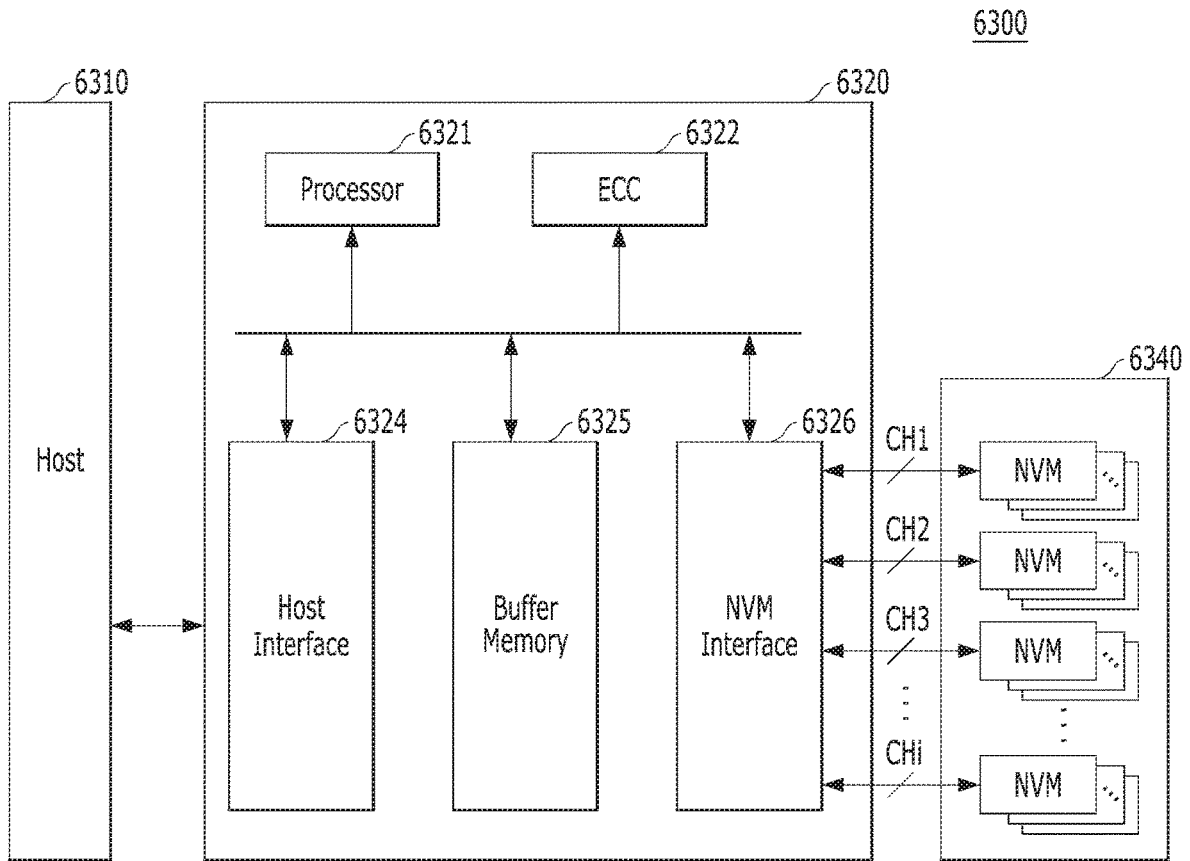 6300
6310
6320
6321
6322
Processor
ECC
6340
6324
6325
6326
CH1
NVM
Host
CH2
NVM
Host
Interface
Buffer
Memory
NVM
Interface
CH3
NVM
CHi
NVM